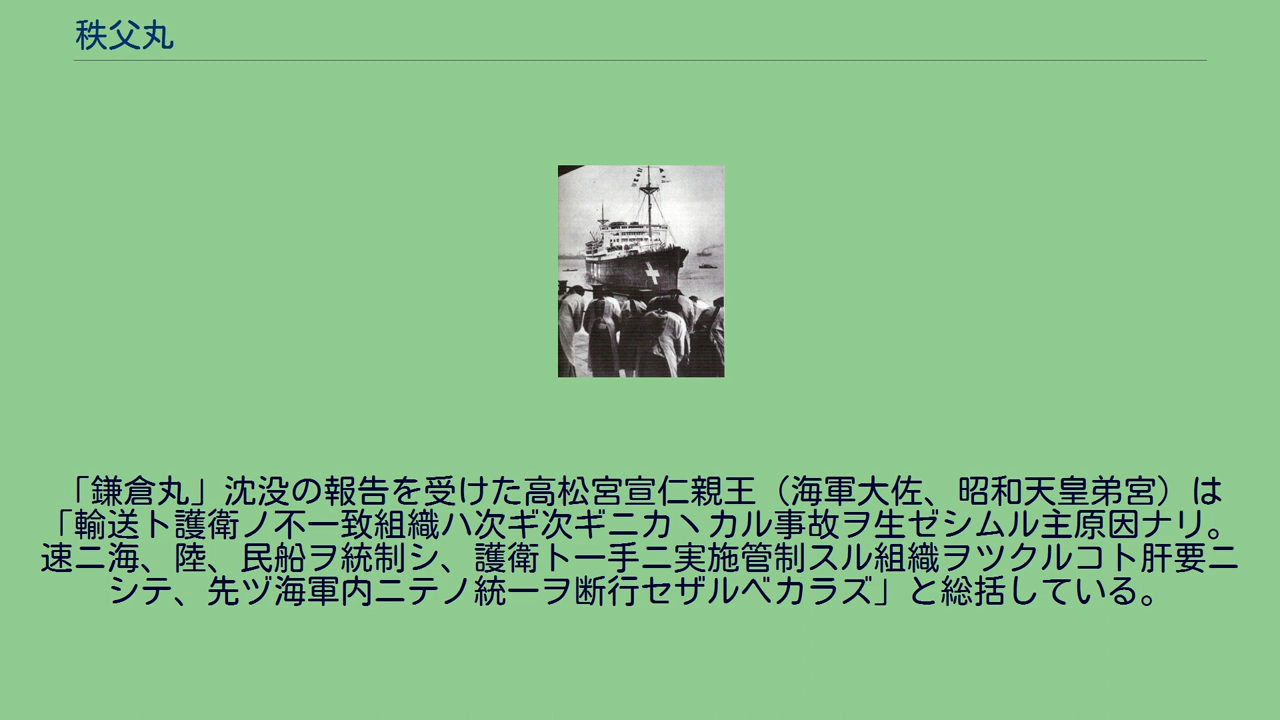 秩父丸
「鎌倉丸」沈没の報告を受けた高松宮宣仁親王（海軍大佐、昭和天皇弟宮）は
「輸送ト護衛ノ不一致組織ハ次ギ次ギニカヽカル事故ヲ生ゼシムル主原因ナリ。
速ニ海、陸、民船ヲ統制シ、護衛ト一手ニ実施管制スル組織ヲツクルコト肝要ニ
シテ、先ヅ海軍内ニテノ統一ヲ断行セザルベカラズ」と総括している。